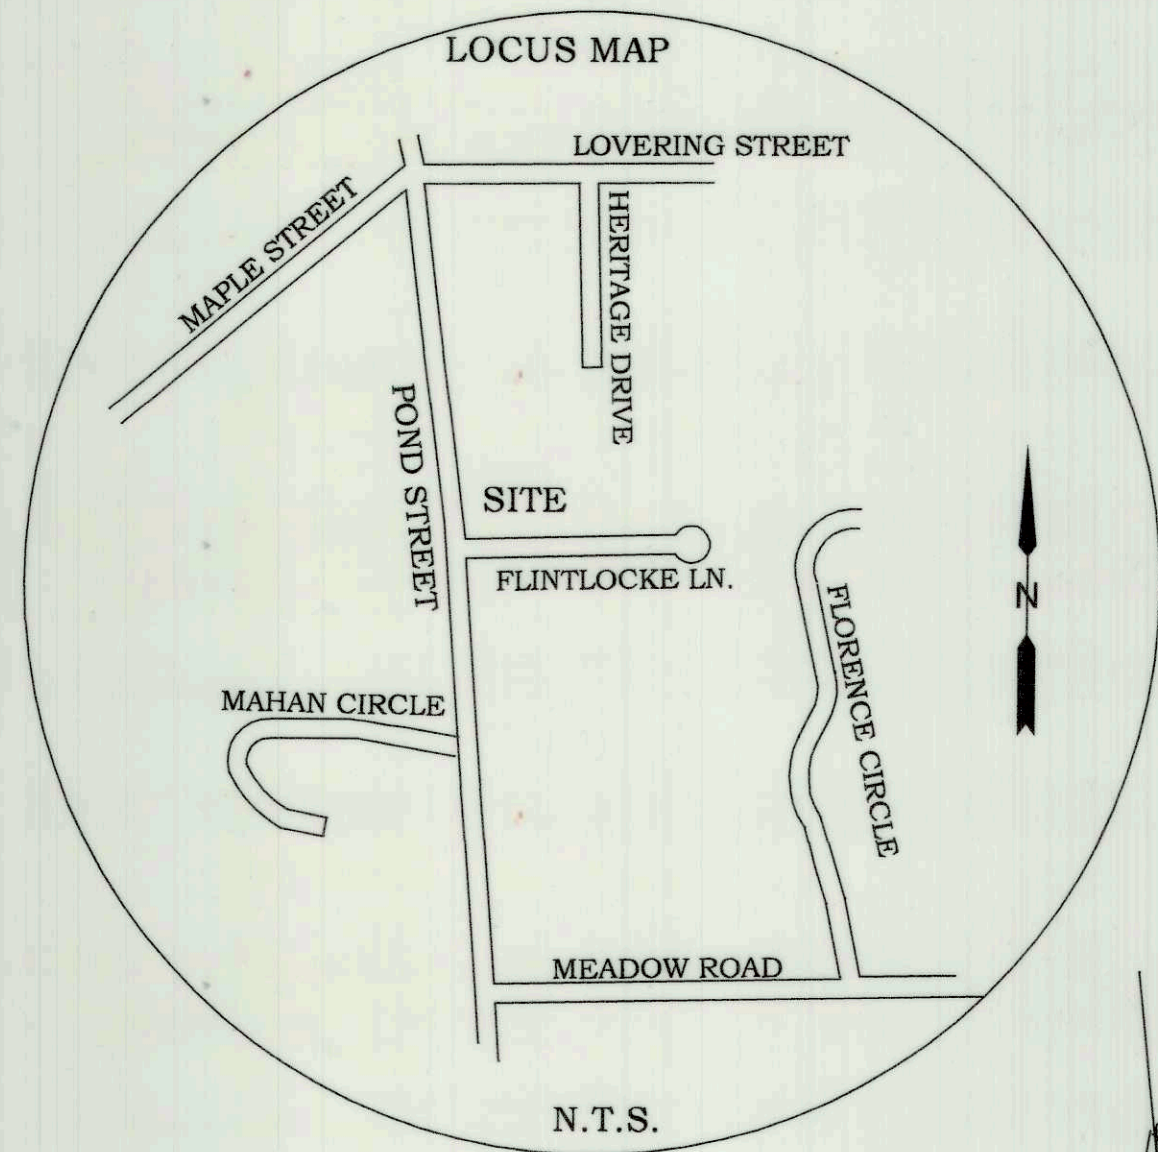 LOCUS MAP
LOVERING STREET
MAPLE STREET
HERITAGE DRIVE
POND STREET
SITE
FLINTLOCKE LN.
N
FLORENCE CIRCLE
MAHAN CIRCLE
MEADOW ROAD
N.T.S.